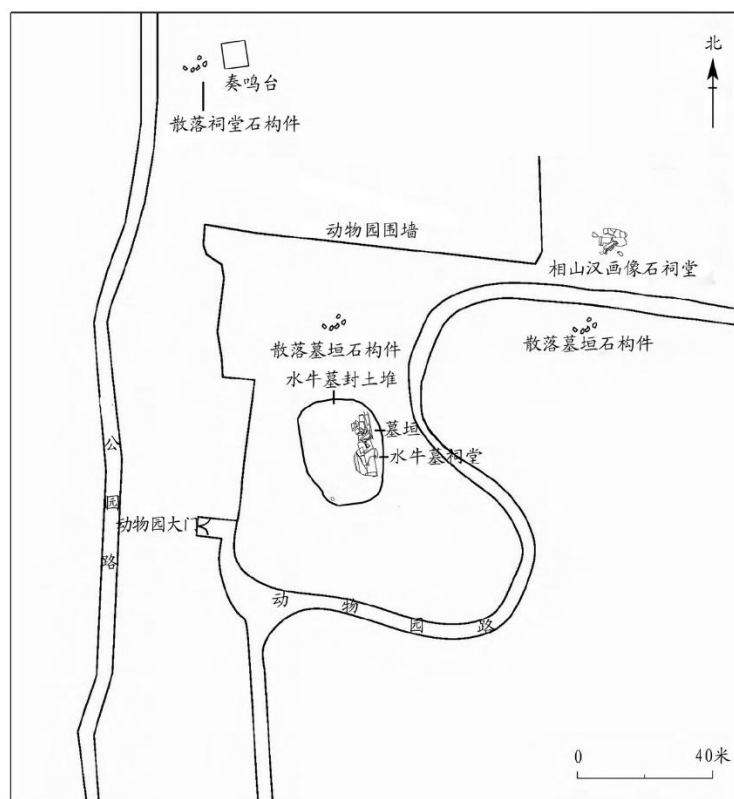 北
奏鸣台
散落祠堂石构件
动物园围墙
相山汉画像石祠堂
散落墓垣石构件
散落墓垣石构件
水牛墓封土堆
墓垣
水牛墓祠堂
公园路
动物园大门
动物园路
0 40米